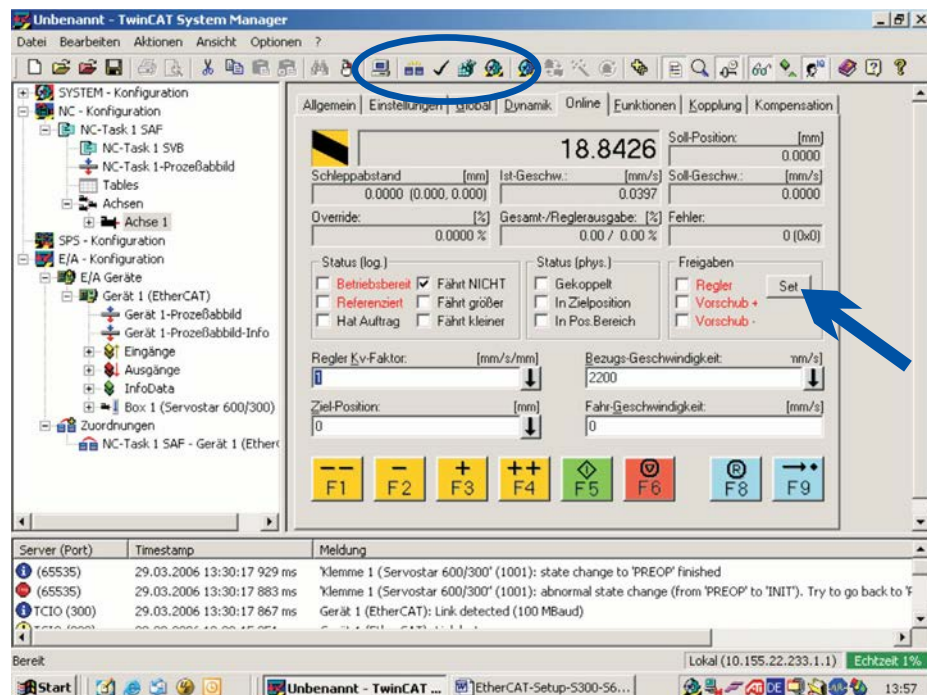 Unbenannt - TwinCAT System Manager
Datei Bearbeiten Aktionen Ansicht Optionen ?
SYSTEM - Konfiguration
NC - Konfiguration
NC-Task 1 SAF
NC-Task 1 SVB
NC-Task 1-Prozeßabbild
Tables
Achsen
Achse 1
SPS - Konfiguration
E/A - Konfiguration
E/A Geräte
Gerät 1 (EtherCAT)
Gerät 1-Prozeßabbild
Gerät 1-Prozeßabbild-Info
Eingänge
Ausgänge
InfoData
Box 1 (Servostar 600/300)
Zuordnungen
NC-Task 1 SAF - Gerät 1 (Ether
Allgemein Einstellungen Global Dynamik Online Funktionen Kopplung Kompensation
18.8426
Soll-Position: [mm]
0.0000
Schleppabstand [mm] Ist-Geschw.: [mm/s] Soll-Geschw.: [mm/s]
0.0000 (0.000, 0.000) 0.0397 0.0000
Override: [%] Gesamt-/Reglerausgabe: [%] Fehler:
0.0000 % 0.00 / 0.00 % 0 (0x0)
Status (log.) Status (phys.) Freigaben
Betriebsbereit Fährt NICHT Gekoppelt Regler Set
Referenziert Fährt größer In Zielposition Vorschub +
Hat Auftrag Fährt kleiner In Pos.Bereich Vorschub -
Regler Kv-Faktor: [mm/s/mm] Bezugs-Geschwindigkeit: mm/s]
1 2200
Ziel-Position: [mm] Fahr-Geschwindigkeit: [mm/s]
0 0
-- - + ++ R
F1 F2 F3 F4 F5 F6 F8 F9
Server (Port) Timestamp Meldung
(65535) 29.03.2006 13:30:17 929 ms 'Klemme 1 (Servostar 600/300)' (1001): state change to 'PREOP' finished
(65535) 29.03.2006 13:30:17 883 ms 'Klemme 1 (Servostar 600/300)' (1001): abnormal state change (from 'PREOP' to 'INIT'). Try to go back to 'P
TCIO (300) 29.03.2006 13:30:17 867 ms Gerät 1 (EtherCAT): Link detected (100 MBaud)
Bereit Lokal (10.155.22.233.1.1) Echtzeit 1%
Start Unbenannt - TwinCAT ... EtherCAT-Setup-S300-S6... DE 13:57